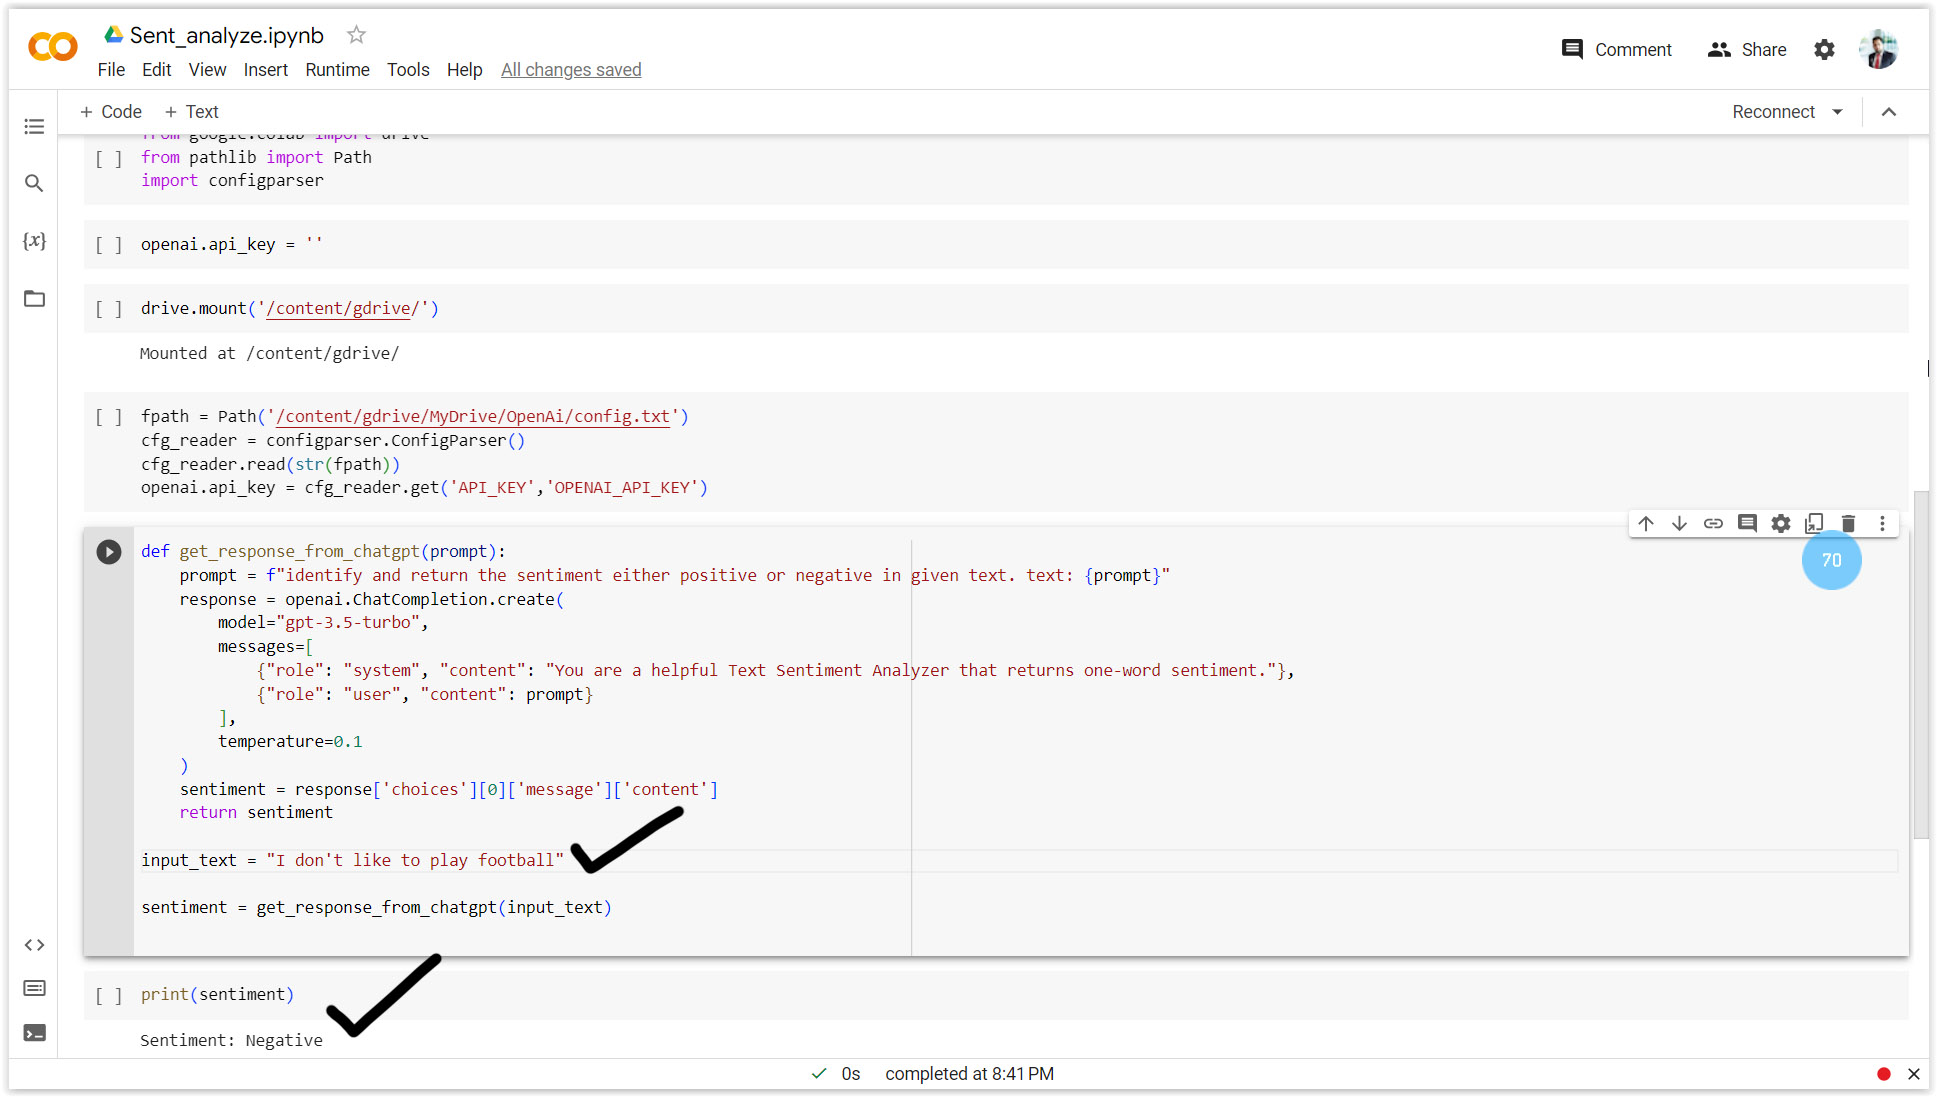 Sent_analyze.ipynb
File Edit View Insert Runtime Tools Help All changes saved
Comment Share
+ Code + Text
Reconnect
from google.colab import drive
[ ] from pathlib import Path
import configparser
[ ] openai.api_key = ''
[ ] drive.mount('/content/gdrive/')
Mounted at /content/gdrive/
[ ] fpath = Path('/content/gdrive/MyDrive/OpenAi/config.txt')
cfg_reader = configparser.ConfigParser()
cfg_reader.read(str(fpath))
openai.api_key = cfg_reader.get('API_KEY','OPENAI_API_KEY')
70
def get_response_from_chatgpt(prompt):
    prompt = f"identify and return the sentiment either positive or negative in given text. text: {prompt}"
    response = openai.ChatCompletion.create(
        model="gpt-3.5-turbo",
        messages=[
            {"role": "system", "content": "You are a helpful Text Sentiment Analyzer that returns one-word sentiment."},
            {"role": "user", "content": prompt}
        ],
        temperature=0.1
    )
    sentiment = response['choices'][0]['message']['content']
    return sentiment
input_text = "I don't like to play football"
sentiment = get_response_from_chatgpt(input_text)
[ ] print(sentiment)
Sentiment: Negative
0s completed at 8:41 PM